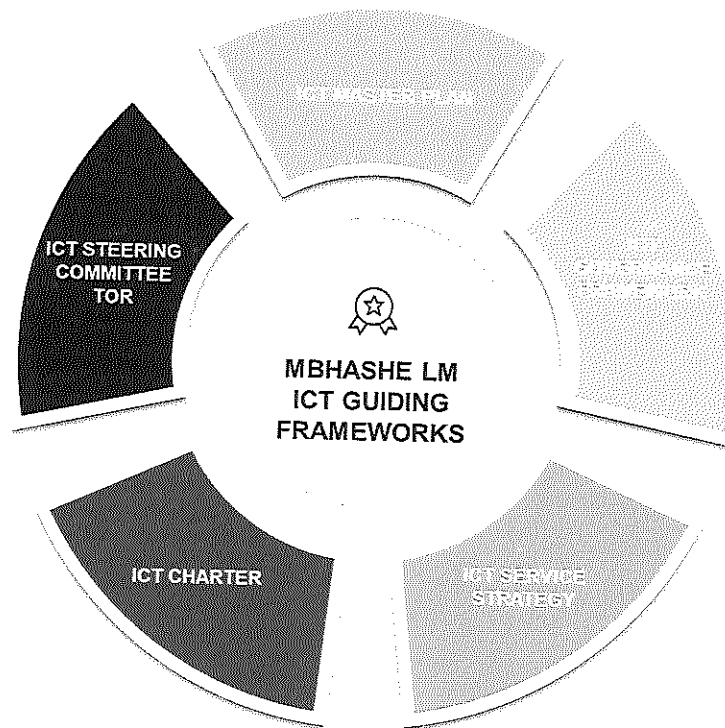 ICT MASTER PLAN
ICT STEERING
COMMITTEE
TOR
MBHASHE LM
ICT GUIDING
FRAMEWORKS
ICT CHARTER
ICT SERVICE
STRATEGY